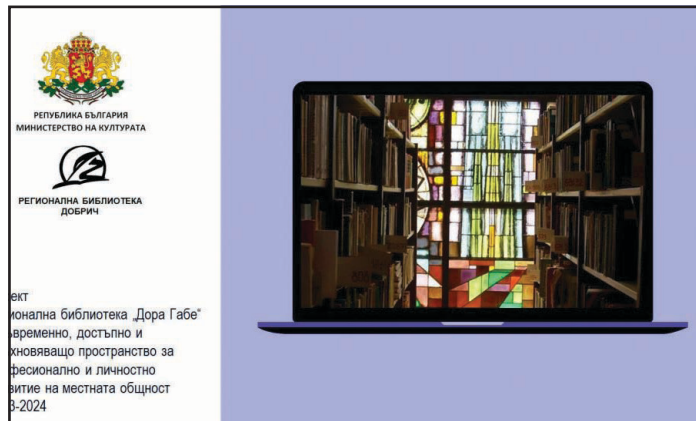 РЕПУБЛИКА БЪЛГАРИЯ
МИНИСТЕРСТВО НА КУЛТУРАТА
РЕГИОНАЛНА БИБЛИОТЕКА
ДОБРИЧ
ект
ионална библиотека „Дора Габе“
временно, достъпно и
хновяващо пространство за
фесионално и личностно
витие на местната общност
3-2024